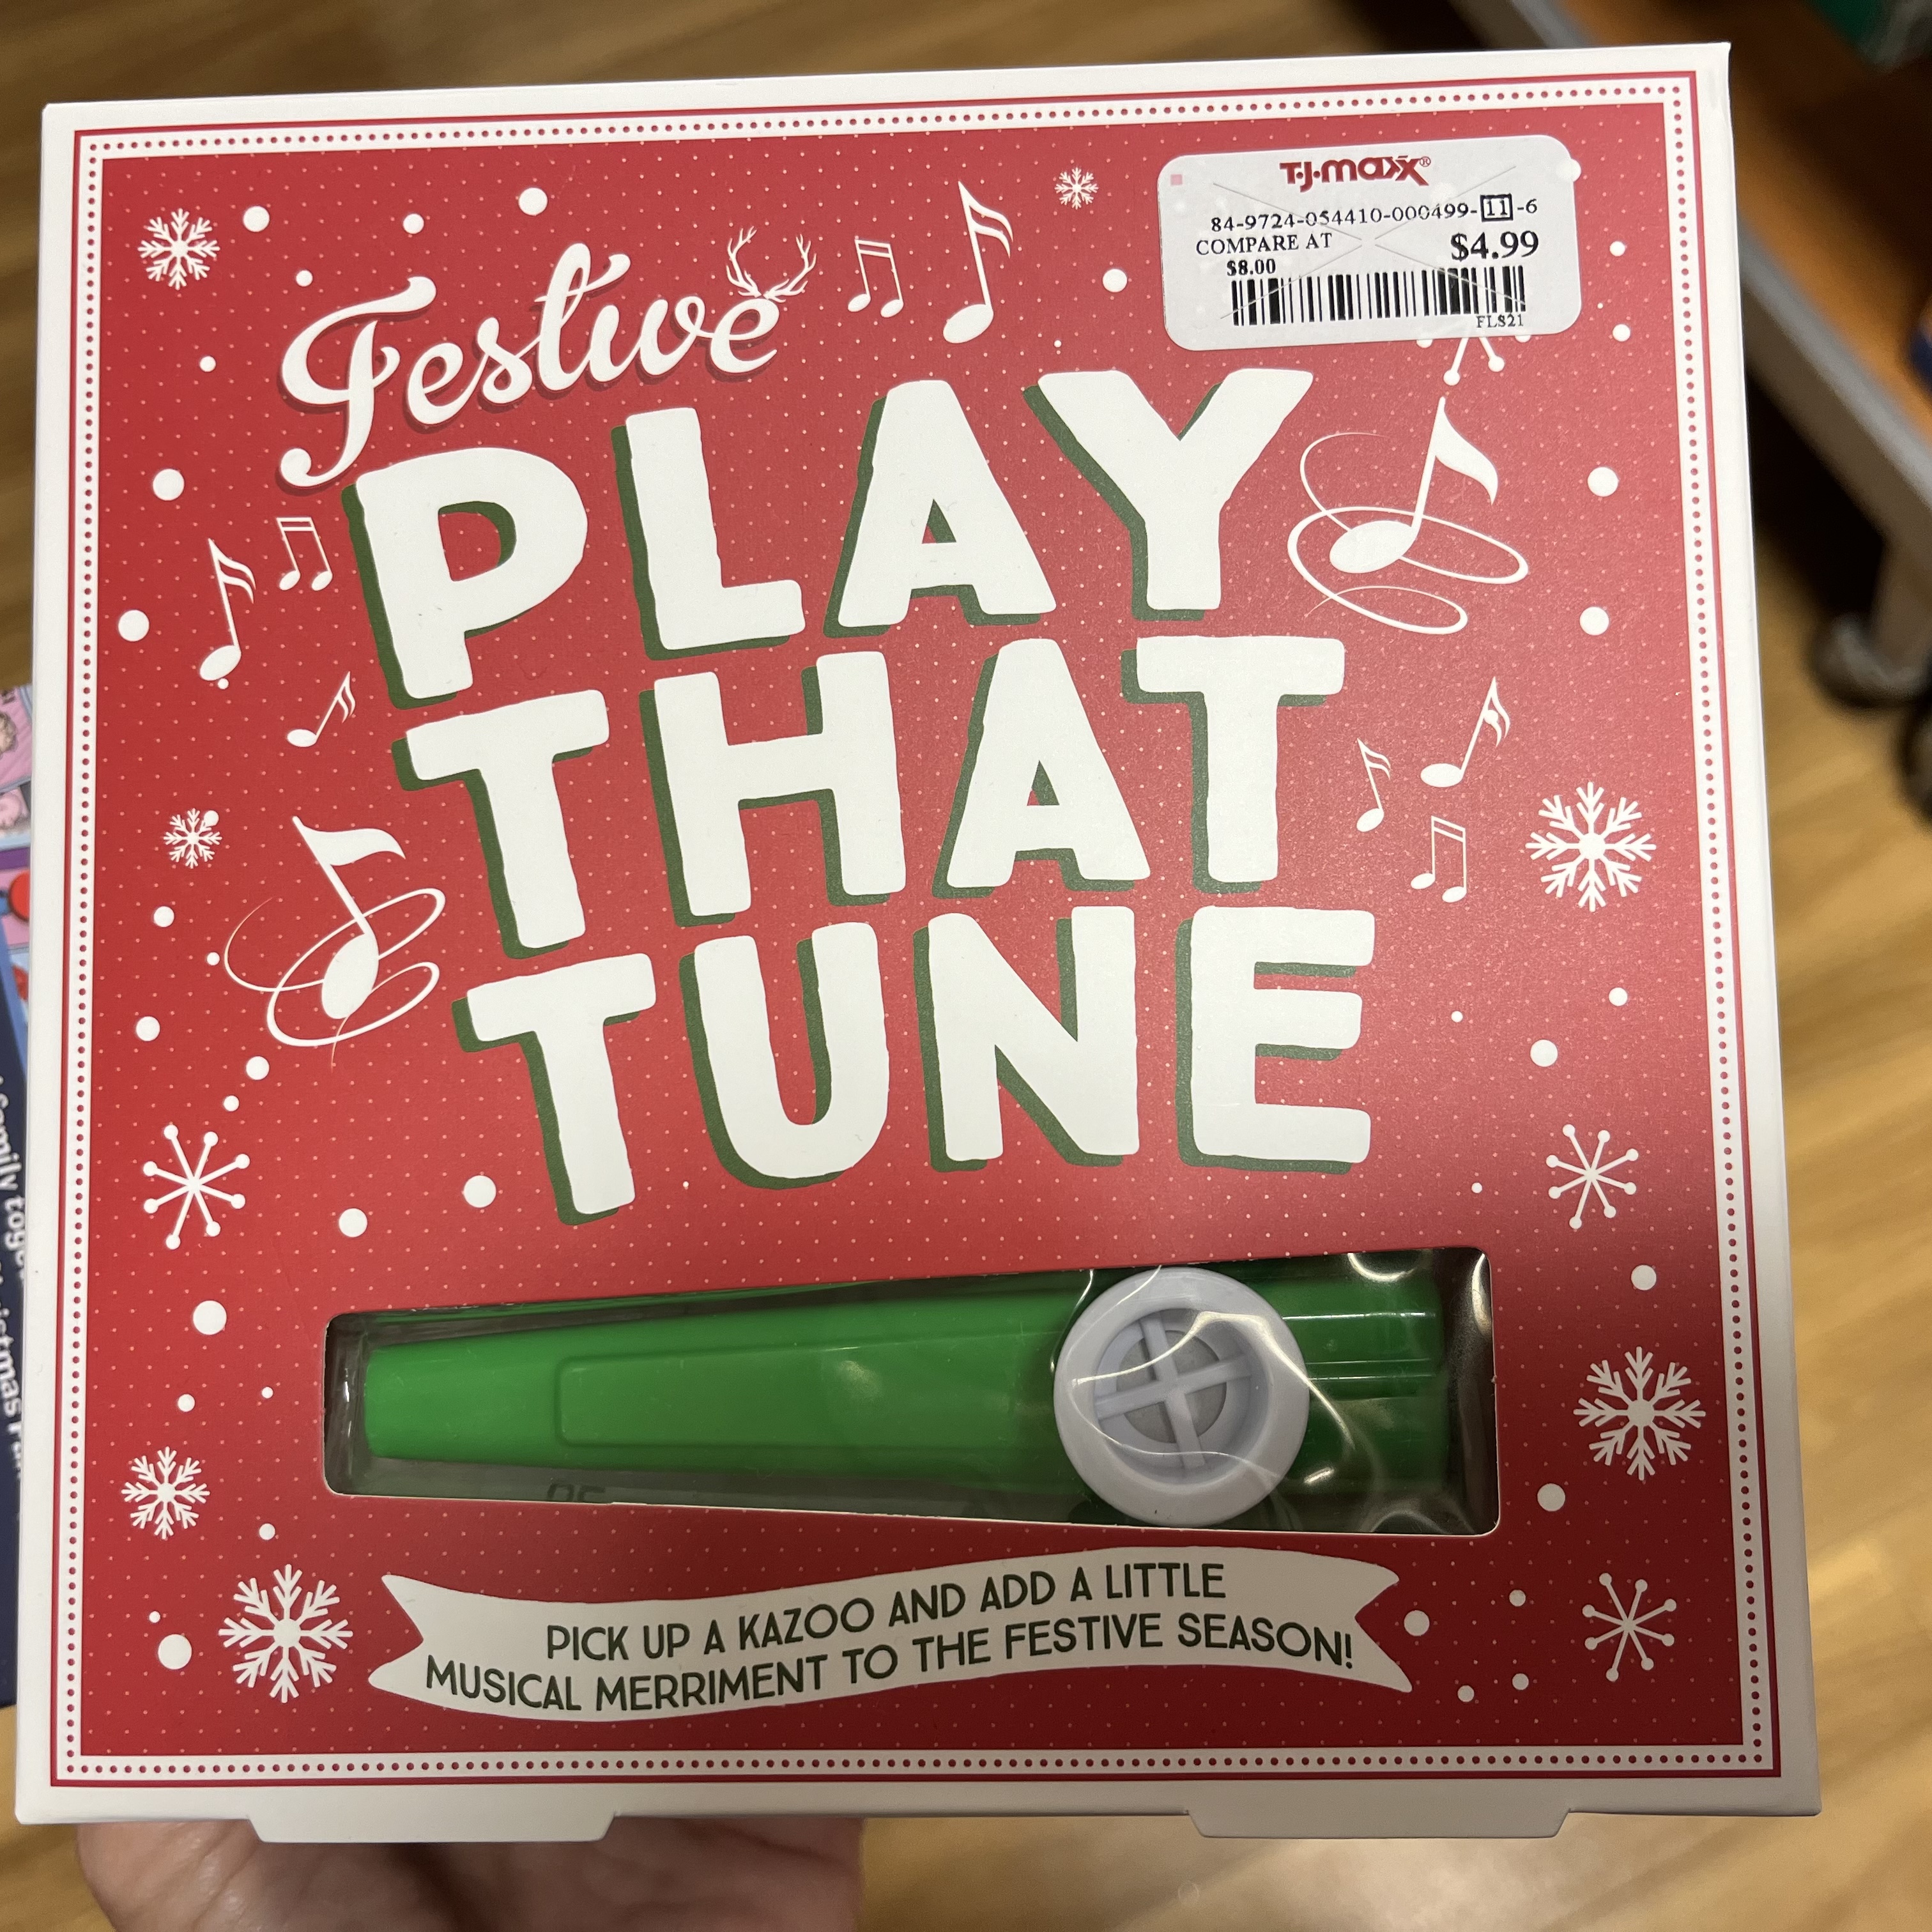 T.J.maxx®
84-9724-054410-000499-11-6
COMPARE AT $4.99
$8.00
FLS21
Festive
PLAY
THAT
TUNE
PICK UP A KAZOO AND ADD A LITTLE
MUSICAL MERRIMENT TO THE FESTIVE SEASON!
family